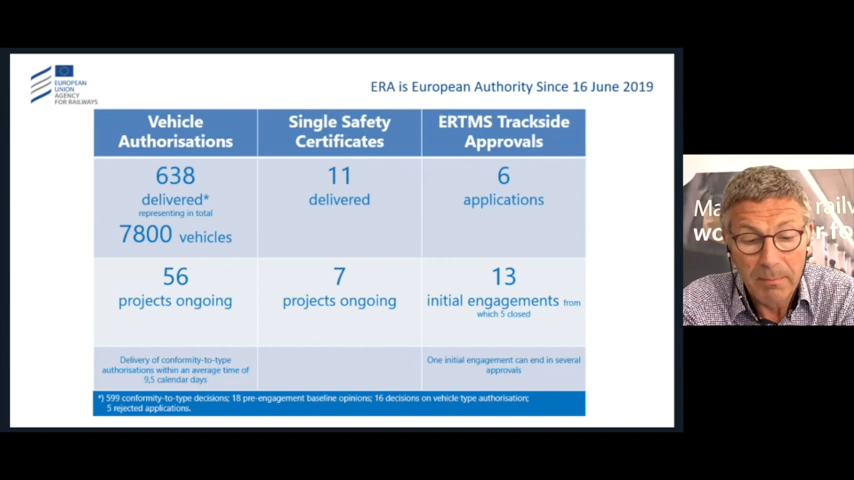 EUROPEAN
UNION
AGENCY
FOR RAILWAYS
ERA is European Authority Since 16 June 2019
Vehicle
Authorisations
Single Safety
Certificates
ERTMS Trackside
Approvals
638
delivered*
representing in total
7800 vehicles
11
delivered
6
applications
56
projects ongoing
7
projects ongoing
13
initial engagements from
which 5 closed
Delivery of conformity-to-type
authorisations within an average time of
9,5 calendar days
One initial engagement can end in several
approvals
*) 599 conformity-to-type decisions; 18 pre-engagement baseline opinions; 16 decisions on vehicle type authorisation;
5 rejected applications.